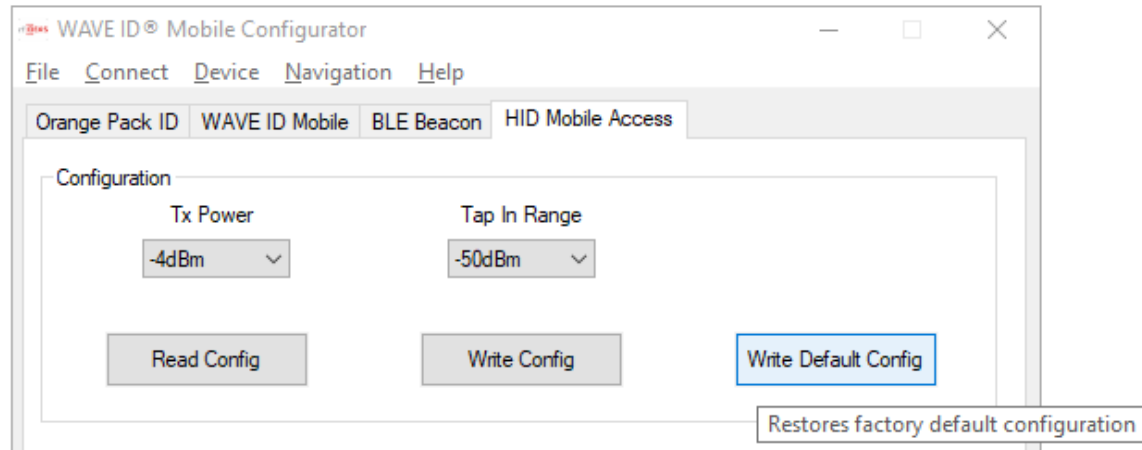 WAVE ID® Mobile Configurator
File Connect Device Navigation Help
Orange Pack ID WAVE ID Mobile BLE Beacon HID Mobile Access
Configuration
Tx Power Tap In Range
-4dBm -50dBm
Read Config Write Config Write Default Config
Restores factory default configuration